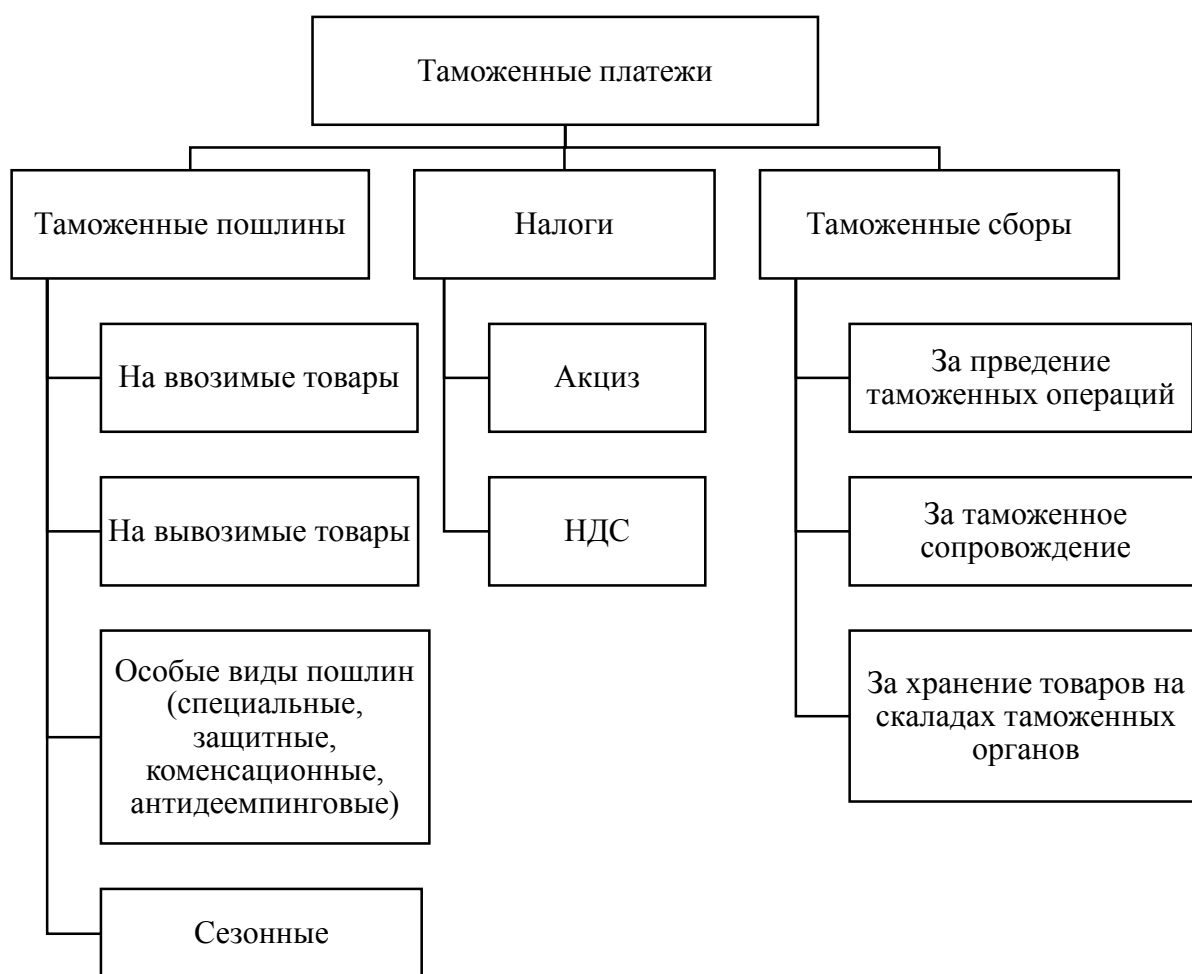 Таможенные платежи
Таможенные пошлины
Налоги
Таможенные сборы
На ввозимые товары
На вывозимые товары
Особые виды пошлин
(специальные,
защитные,
коменсационные,
антидеемпинговые)
Сезонные
Акциз
НДС
За прведение
таможенных операций
За таможенное
сопровождение
За хранение товаров на
скаладах таможенных
органов